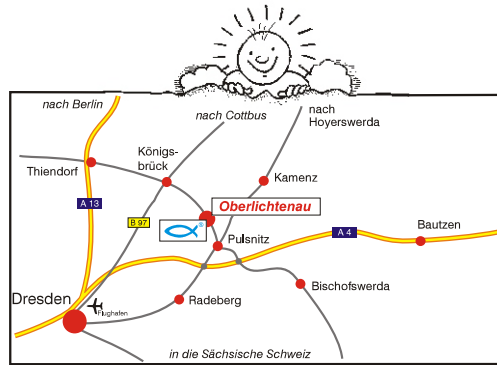 nach Berlin
nach Cottbus
nach
Hoyerswerda
Königs-
brück
Thiendorf
Kamenz
A 13
B 97
Oberlichtenau
Pulsnitz
A 4
Bautzen
Dresden
Flughafen
Radeberg
Bischofswerda
in die Sächsische Schweiz